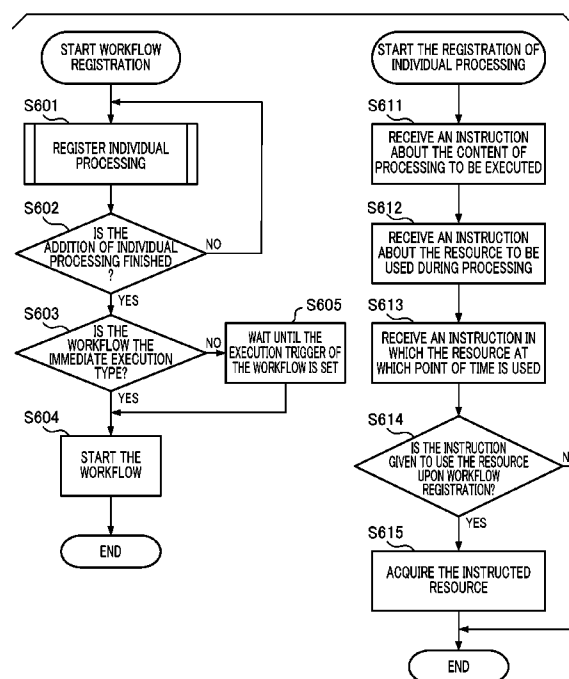 START WORKFLOW
REGISTRATION
S601
REGISTER INDIVIDUAL
PROCESSING
S602
IS THE
ADDITION OF INDIVIDUAL
PROCESSING FINISHED
?
NO
YES
S603
IS THE
WORKFLOW THE
IMMEDIATE EXECUTION
TYPE?
NO
YES
S605
WAIT UNTIL THE
EXECUTION TRIGGER OF
THE WORKFLOW IS SET
S604
START THE
WORKFLOW
END
START THE REGISTRATION OF
INDIVIDUAL PROCESSING
S611
RECEIVE AN INSTRUCTION
ABOUT THE CONTENT OF
PROCESSING TO BE EXECUTED
S612
RECEIVE AN INSTRUCTION
ABOUT THE RESOURCE TO BE
USED DURING PROCESSING
S613
RECEIVE AN INSTRUCTION IN
WHICH THE RESOURCE AT
WHICH POINT OF TIME IS USED
S614
IS THE INSTRUCTION
GIVEN TO USE THE RESOURCE
UPON WORKFLOW
REGISTRATION?
N
YES
S615
ACQUIRE THE INSTRUCTED
RESOURCE
END